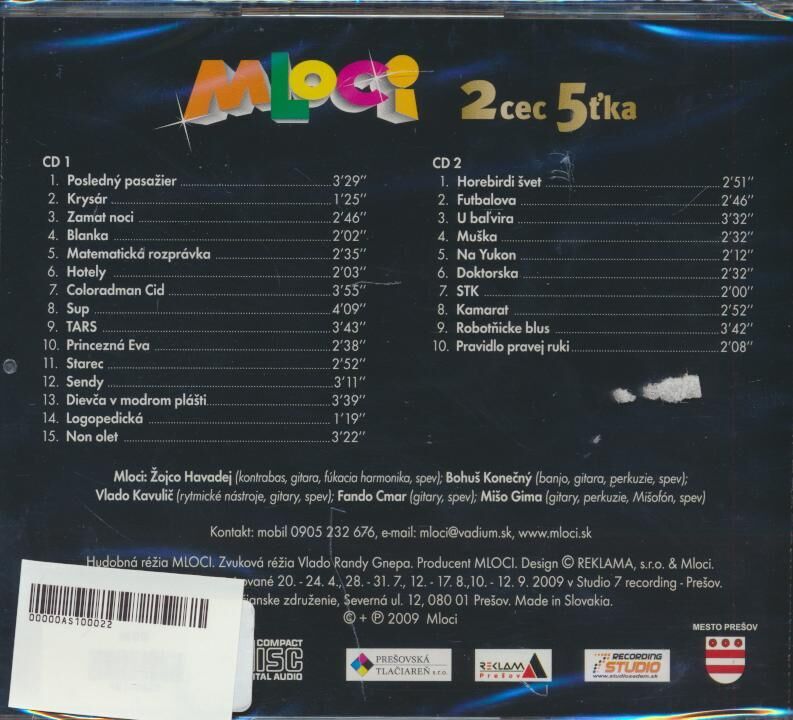 MLOCI 2 cec 5ťka
CD 1
1. Posledný pasažier 3'29''
2. Krysár 1'25''
3. Zamat noci 2'46''
4. Blanka 2'02''
5. Matematická rozprávka 2'35''
6. Hotely 2'03''
7. Coloradman Cid 3'55''
8. Sup 4'09''
9. TARS 3'43''
10. Princezná Eva 2'38''
11. Starec 2'52''
12. Sendy 3'11''
13. Dievča v modrom plášti 3'39''
14. Logopedická 1'19''
15. Non olet 3'22''
CD 2
1. Horebirdi švet 2'51''
2. Futbalova 2'46''
3. U baľvira 3'32''
4. Muška 2'32''
5. Na Yukon 2'12''
6. Doktorska 2'32''
7. STK 2'00''
8. Kamarat 2'52''
9. Robotňicke blus 3'42''
10. Pravidlo pravej ruki 2'08''
Mloci: Žojco Havadej (kontrabas, gitara, fúkacia harmonika, spev); Bohuš Konečný (banjo, gitara, perkuzie, spev);
Vlado Kavulič (rytmické nástroje, gitary, spev); Fando Cmar (gitary, spev); Mišo Gima (gitary, perkuzie, Mišofón, spev)
Kontakt: mobil 0905 232 676, e-mail: mloci@vadium.sk, www.mloci.sk
Hudobná réžia MLOCI. Zvuková réžia Vlado Randy Gnepa. Producent MLOCI. Design © REKLAMA, s.r.o. & Mloci.
20. - 24. 4., 28. - 31. 7., 12. - 17. 8.,10. - 12. 9. 2009 v Studio 7 recording - Prešov.
združenie, Severná ul. 12, 080 01 Prešov. Made in Slovakia.
© + ℗ 2009 Mloci
00000AS100022
COMPACT
DISC
DIGITAL AUDIO
PREŠOVSKÁ
TLAČIAREŇ s.r.o.
REKLAMA
Prešov
RECORDING
STUDIO
www.studiosedem.sk
MESTO PREŠOV